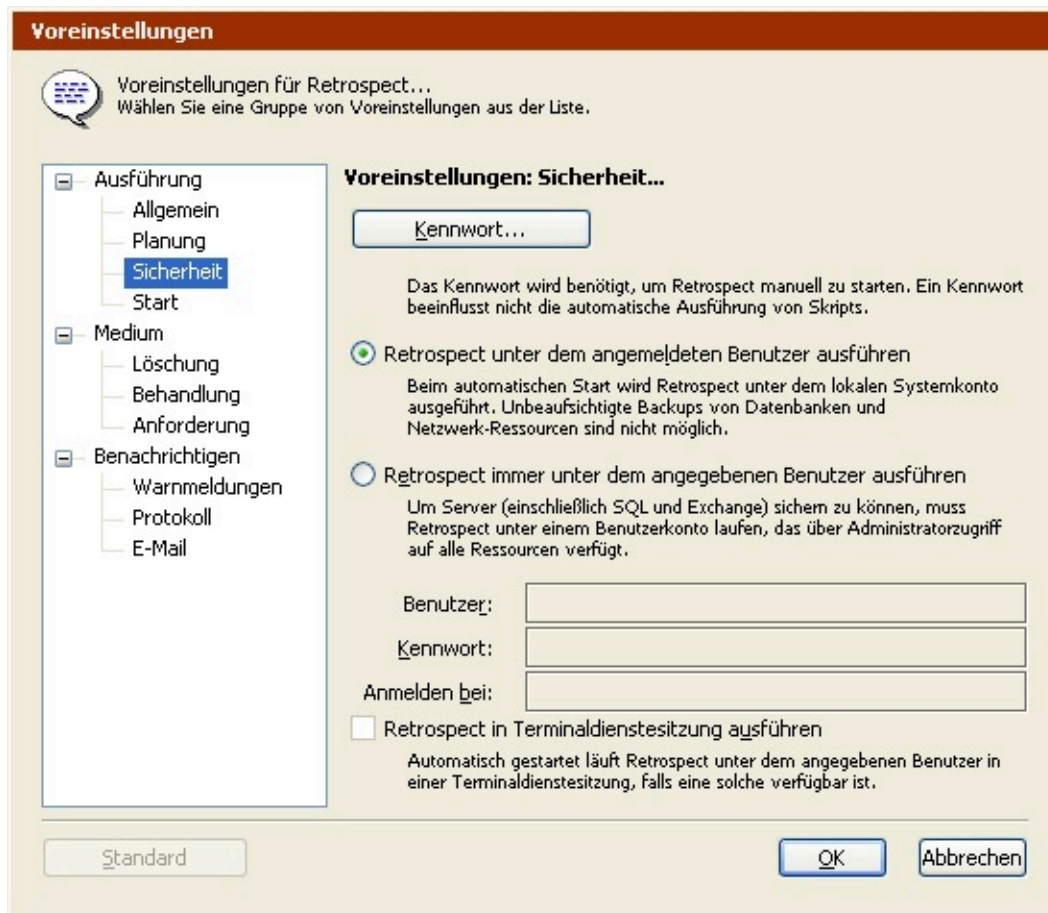 Voreinstellungen
Voreinstellungen für Retrospect...
Wählen Sie eine Gruppe von Voreinstellungen aus der Liste.
Ausführung
Allgemein
Planung
Sicherheit
Start
Medium
Löschung
Behandlung
Anforderung
Benachrichtigen
Warnmeldungen
Protokoll
E-Mail
Voreinstellungen: Sicherheit...
Kennwort...
Das Kennwort wird benötigt, um Retrospect manuell zu starten. Ein Kennwort
beeinflusst nicht die automatische Ausführung von Skripts.
Retrospect unter dem angemeldeten Benutzer ausführen
Beim automatischen Start wird Retrospect unter dem lokalen Systemkonto
ausgeführt. Unbeaufsichtigte Backups von Datenbanken und
Netzwerk-Ressourcen sind nicht möglich.
Retrospect immer unter dem angegebenen Benutzer ausführen
Um Server (einschließlich SQL und Exchange) sichern zu können, muss
Retrospect unter einem Benutzerkonto laufen, das über Administratorzugriff
auf alle Ressourcen verfügt.
Benutzer:
Kennwort:
Anmelden bei:
Retrospect in Terminaldienstesitzung ausführen
Automatisch gestartet läuft Retrospect unter dem angegebenen Benutzer in
einer Terminaldienstesitzung, falls eine solche verfügbar ist.
Standard
OK
Abbrechen